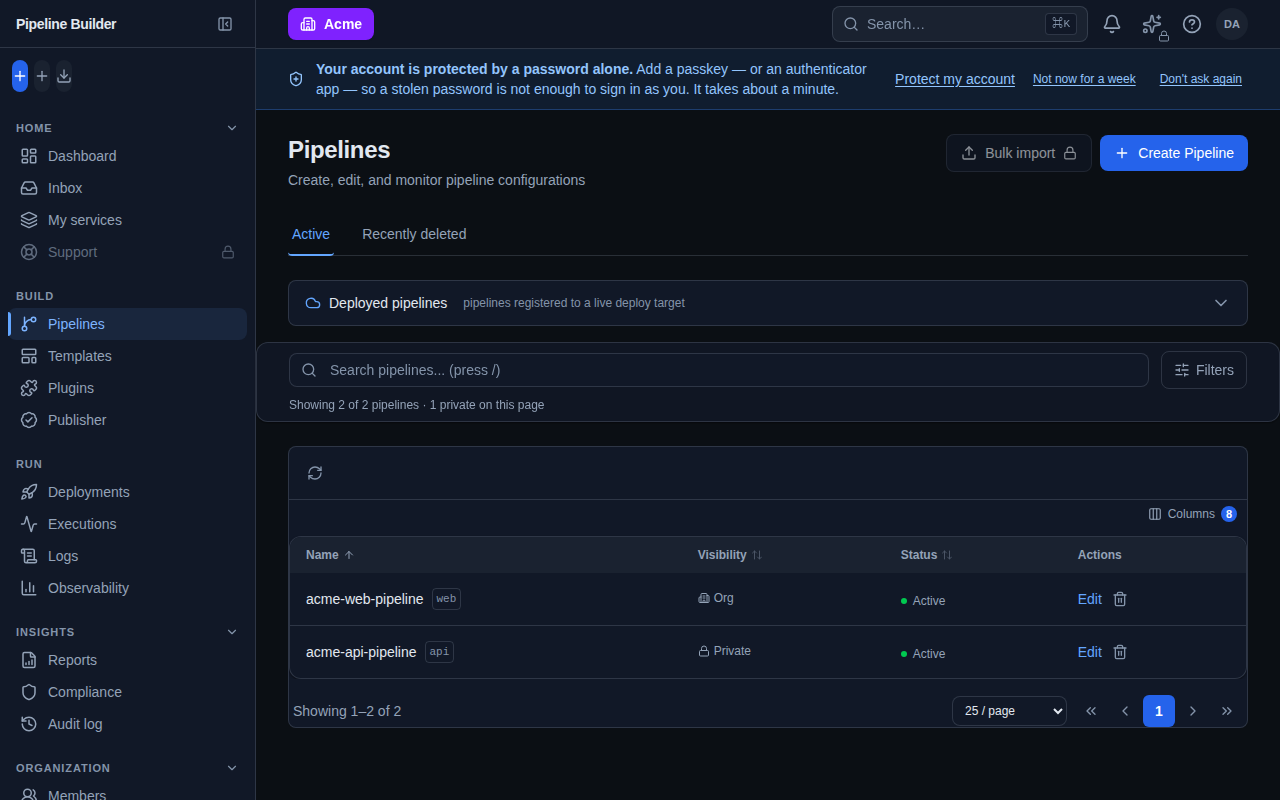 Pipeline Builder
Acme
Search…
⌘K
DA
Your account is protected by a password alone. Add a passkey — or an authenticator
app — so a stolen password is not enough to sign in as you. It takes about a minute.
Protect my account
Not now for a week
Don't ask again
HOME
Dashboard
Inbox
My services
Support
BUILD
Pipelines
Templates
Plugins
Publisher
RUN
Deployments
Executions
Logs
Observability
INSIGHTS
Reports
Compliance
Audit log
ORGANIZATION
Members
Pipelines
Create, edit, and monitor pipeline configurations
Bulk import
Create Pipeline
Active
Recently deleted
Deployed pipelines
pipelines registered to a live deploy target
Search pipelines... (press /)
Filters
Showing 2 of 2 pipelines · 1 private on this page
Columns 8
Name
Visibility
Status
Actions
acme-web-pipeline web Org Active Edit
acme-api-pipeline api Private Active Edit
Showing 1–2 of 2
25 / page
1